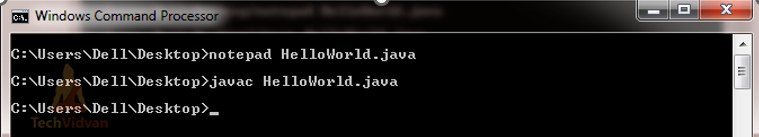 Windows Command Processor
C:\Users\Dell\Desktop>notepad HelloWorld.java
C:\Users\Dell\Desktop>javac HelloWorld.java
C:\Users\Dell\Desktop>_
TechVidvan